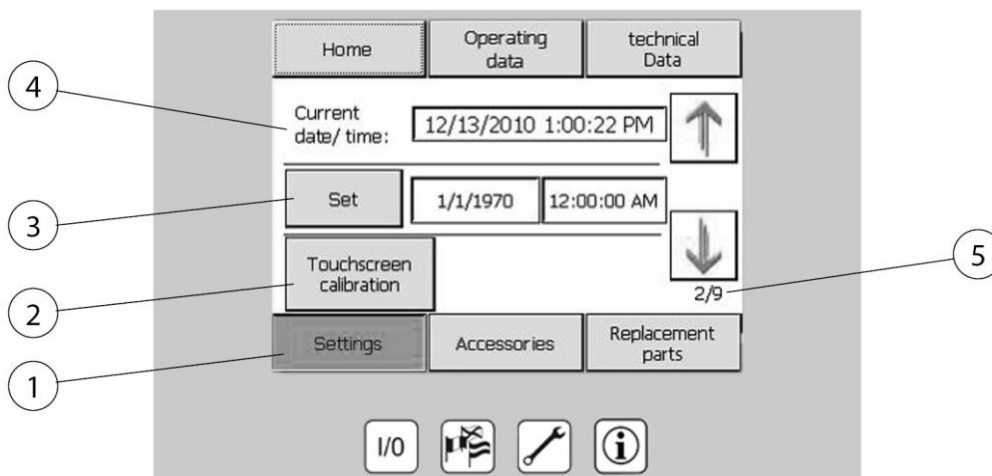 Home
Operating
data
technical
Data
4
Current
date/ time:
12/13/2010 1:00:22 PM
3
Set
1/1/1970
12:00:00 AM
5
Touchscreen
calibration
2/9
2
Settings
Accessories
Replacement
parts
1
I/0
i